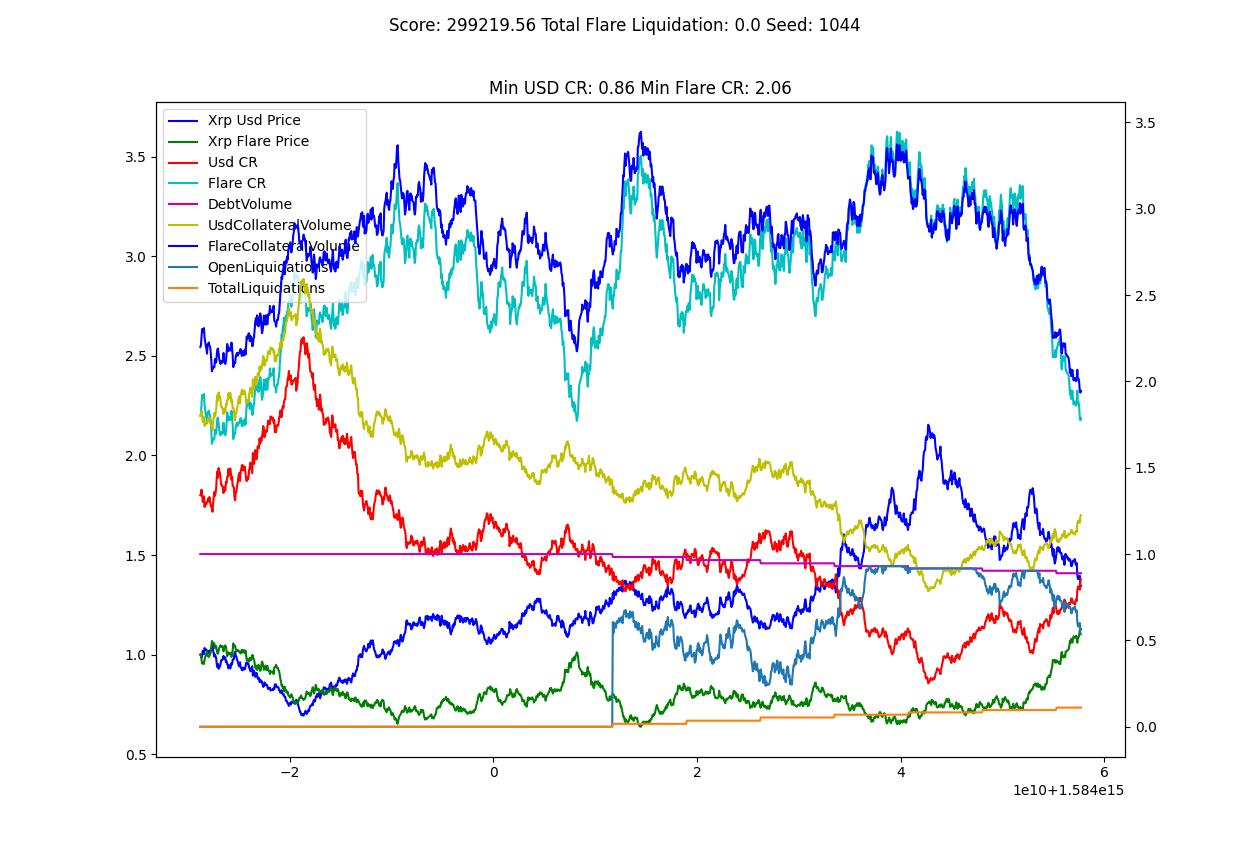 Score: 299219.56 Total Flare Liquidation: 0.0 Seed: 1044
Min USD CR: 0.86 Min Flare CR: 2.06
Xrp Usd Price
Xrp Flare Price
Usd CR
Flare CR
DebtVolume
UsdCollateralVolume
FlareCollateralVolume
OpenLiquidations
TotalLiquidations
3.5
3.0
2.5
2.0
1.5
1.0
0.5
3.5
3.0
2.5
2.0
1.5
1.0
0.5
0.0
−2
0
2
4
6
1e10+1.584e15